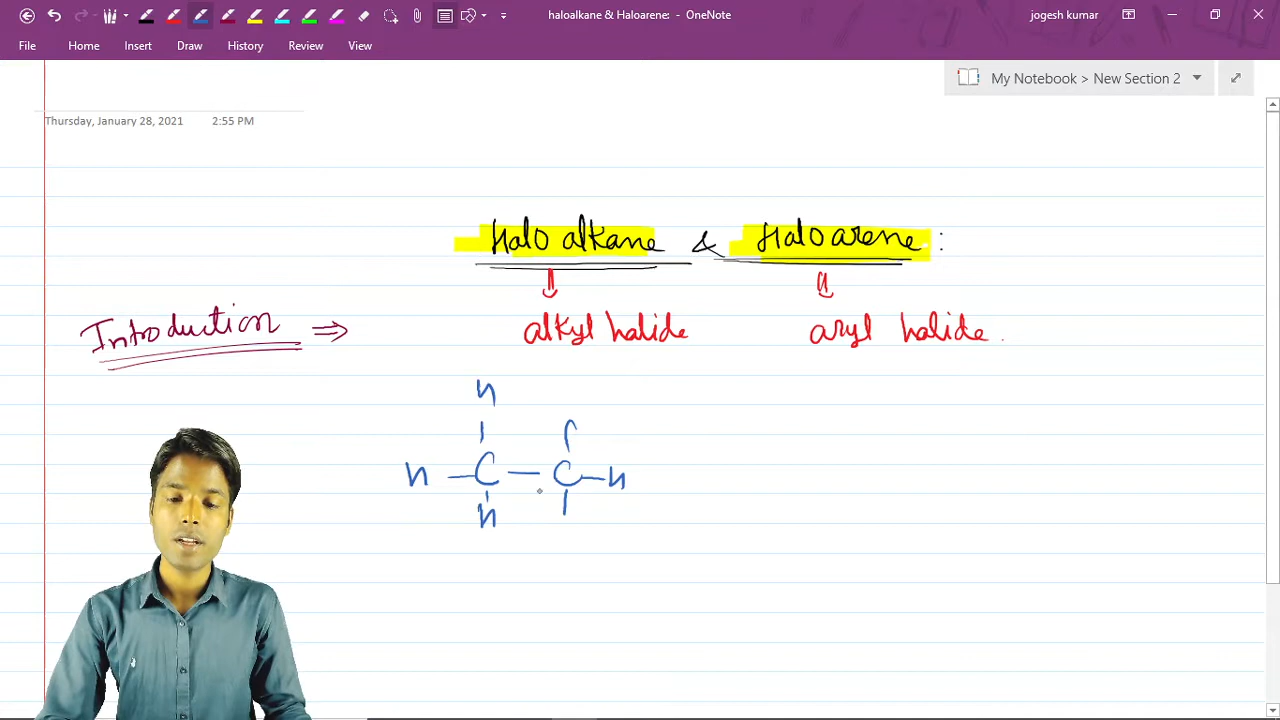 haloalkane & Haloarene: - OneNote
jogesh kumar
File Home Insert Draw History Review View
My Notebook > New Section 2
Thursday, January 28, 2021 2:55 PM
Halo alkane & Haloarene :
Introduction ⇒ alkyl halide aryl halide.
H
H — C — C — H
H